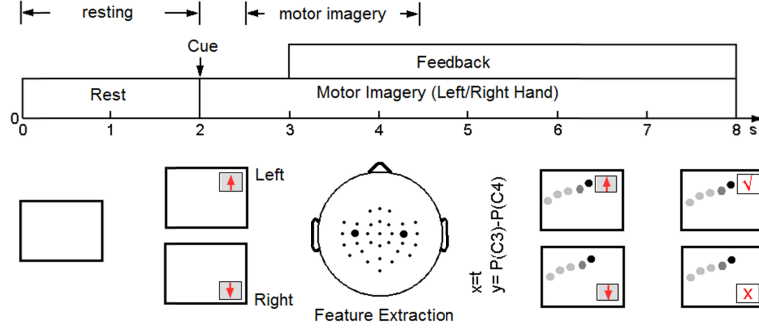 resting
motor imagery
Cue
Feedback
Rest
Motor Imagery (Left/Right Hand)
0
0 1 2 3 4 5 6 7 8 s
Left
Right
Feature Extraction
x=t
y= P(C3)-P(C4)
√
X